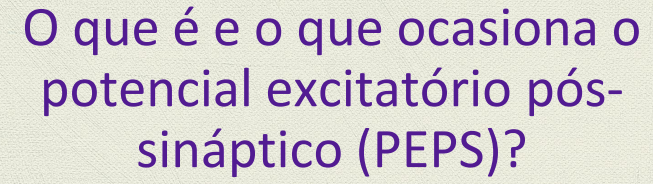 O que é e o que ocasiona o
potencial excitatório pós-
sináptico (PEPS)?